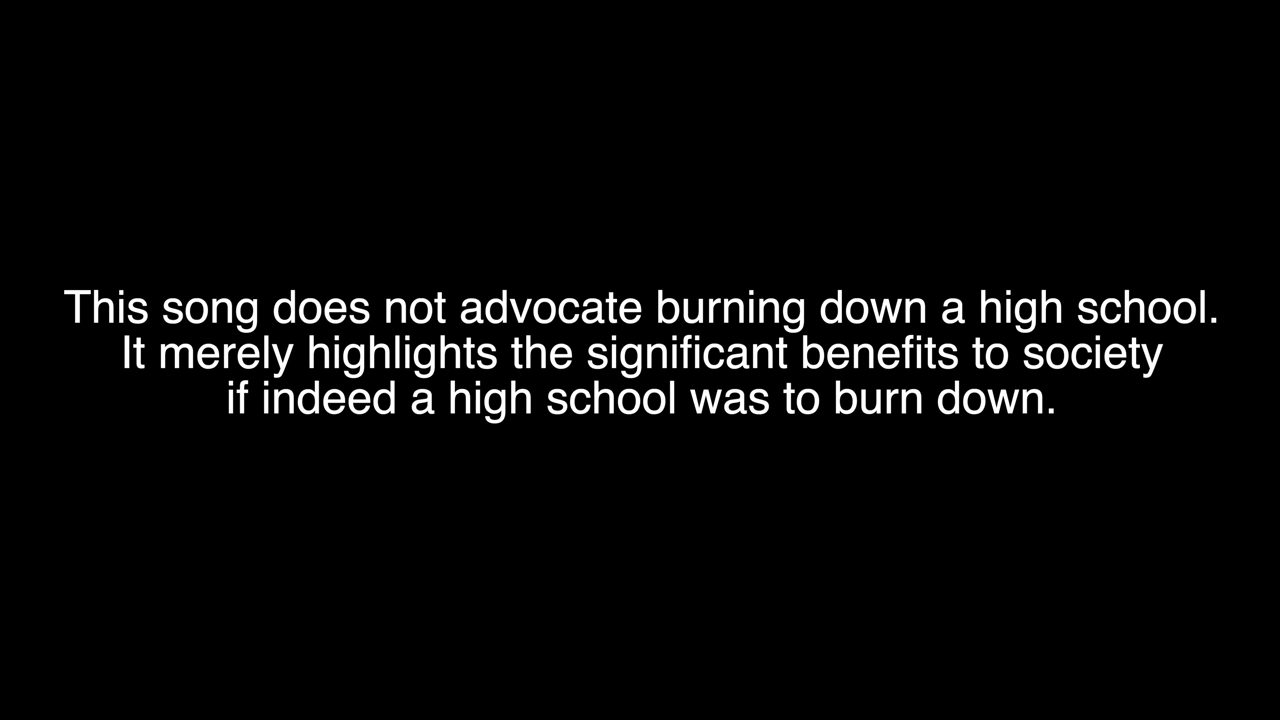 This song does not advocate burning down a high school.
It merely highlights the significant benefits to society
if indeed a high school was to burn down.